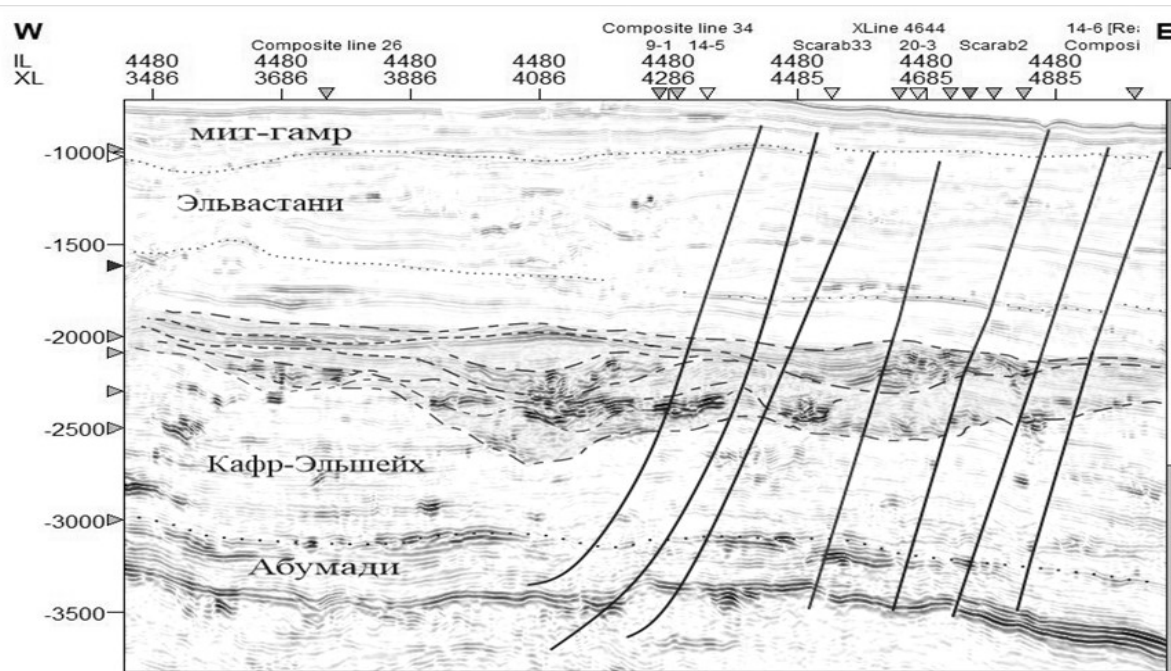 W
E
Composite line 34
XLine 4644
14-6 [Re:
Composite line 26
9-1
14-5
Scarab33
20-3
Scarab2
Composi
IL 4480 4480 4480 4480 4480 4480 4480 4480
XL 3486 3686 3886 4086 4286 4485 4685 4885
мит-гамр
-1000
Эльвастани
-1500
-2000
-2500
Кафр-Эльшейх
-3000
Абумади
-3500